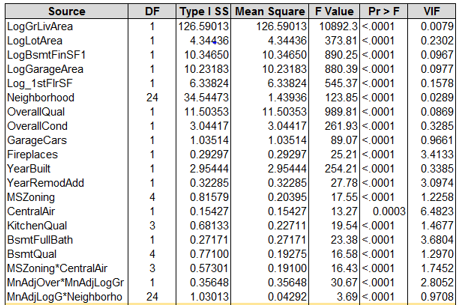 Source DF Type I SS Mean Square F Value Pr > F VIF
LogGrLivArea 1 126.59013 126.59013 10892.3 <.0001 0.0079
LogLotArea 1 4.34436 4.34436 373.81 <.0001 0.2302
LogBsmtFinSF1 1 10.34650 10.34650 890.25 <.0001 0.0967
LogGarageArea 1 10.23183 10.23183 880.39 <.0001 0.0977
Log_1stFlrSF 1 6.33824 6.33824 545.37 <.0001 0.1578
Neighborhood 24 34.54473 1.43936 123.85 <.0001 0.0289
OverallQual 1 11.50353 11.50353 989.81 <.0001 0.0869
OverallCond 1 3.04417 3.04417 261.93 <.0001 0.3285
GarageCars 1 1.03514 1.03514 89.07 <.0001 0.9661
Fireplaces 1 0.29297 0.29297 25.21 <.0001 3.4133
YearBuilt 1 2.95444 2.95444 254.21 <.0001 0.3385
YearRemodAdd 1 0.32285 0.32285 27.78 <.0001 3.0974
MSZoning 4 0.81579 0.20395 17.55 <.0001 1.2258
CentralAir 1 0.15427 0.15427 13.27 0.0003 6.4823
KitchenQual 3 0.68133 0.22711 19.54 <.0001 1.4677
BsmtFullBath 1 0.27171 0.27171 23.38 <.0001 3.6804
BsmtQual 4 0.77100 0.19275 16.58 <.0001 1.2970
MSZoning*CentralAir 3 0.57301 0.19100 16.43 <.0001 1.7452
MnAdjOver*MnAdjLogGr 1 0.35648 0.35648 30.67 <.0001 2.8052
MnAdjLogG*Neighborho 24 1.03013 0.04292 3.69 <.0001 0.9708